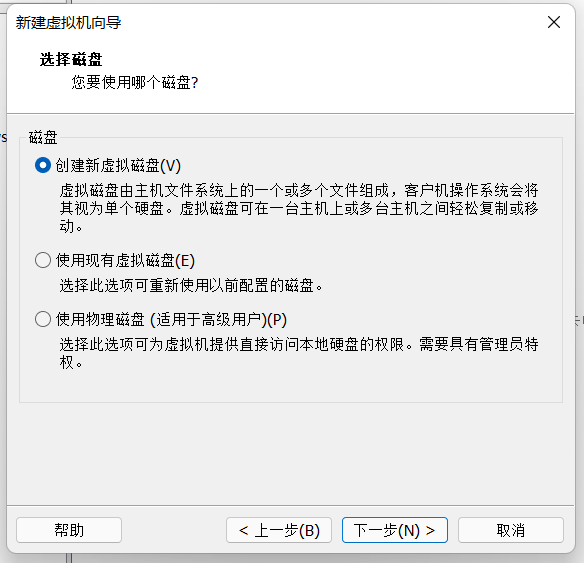 新建虚拟机向导
选择磁盘
您要使用哪个磁盘?
磁盘
创建新虚拟磁盘(V)
虚拟磁盘由主机文件系统上的一个或多个文件组成，客户机操作系统会将
其视为单个硬盘。虚拟磁盘可在一台主机上或多台主机之间轻松复制或移
动。
使用现有虚拟磁盘(E)
选择此选项可重新使用以前配置的磁盘。
使用物理磁盘 (适用于高级用户)(P)
选择此选项可为虚拟机提供直接访问本地硬盘的权限。需要具有管理员特
权。
帮助
< 上一步(B)
下一步(N) >
取消